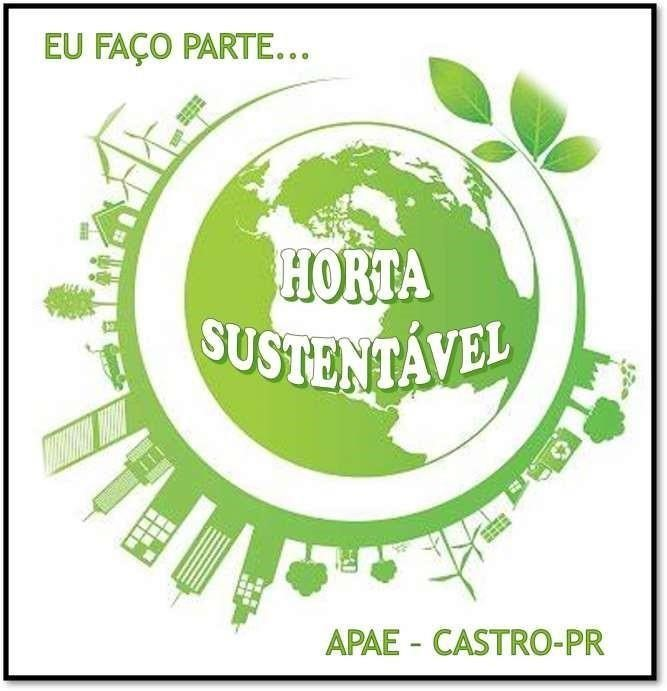 EU FAÇO PARTE...
HORTA
SUSTENTÁVEL
APAE – CASTRO-PR